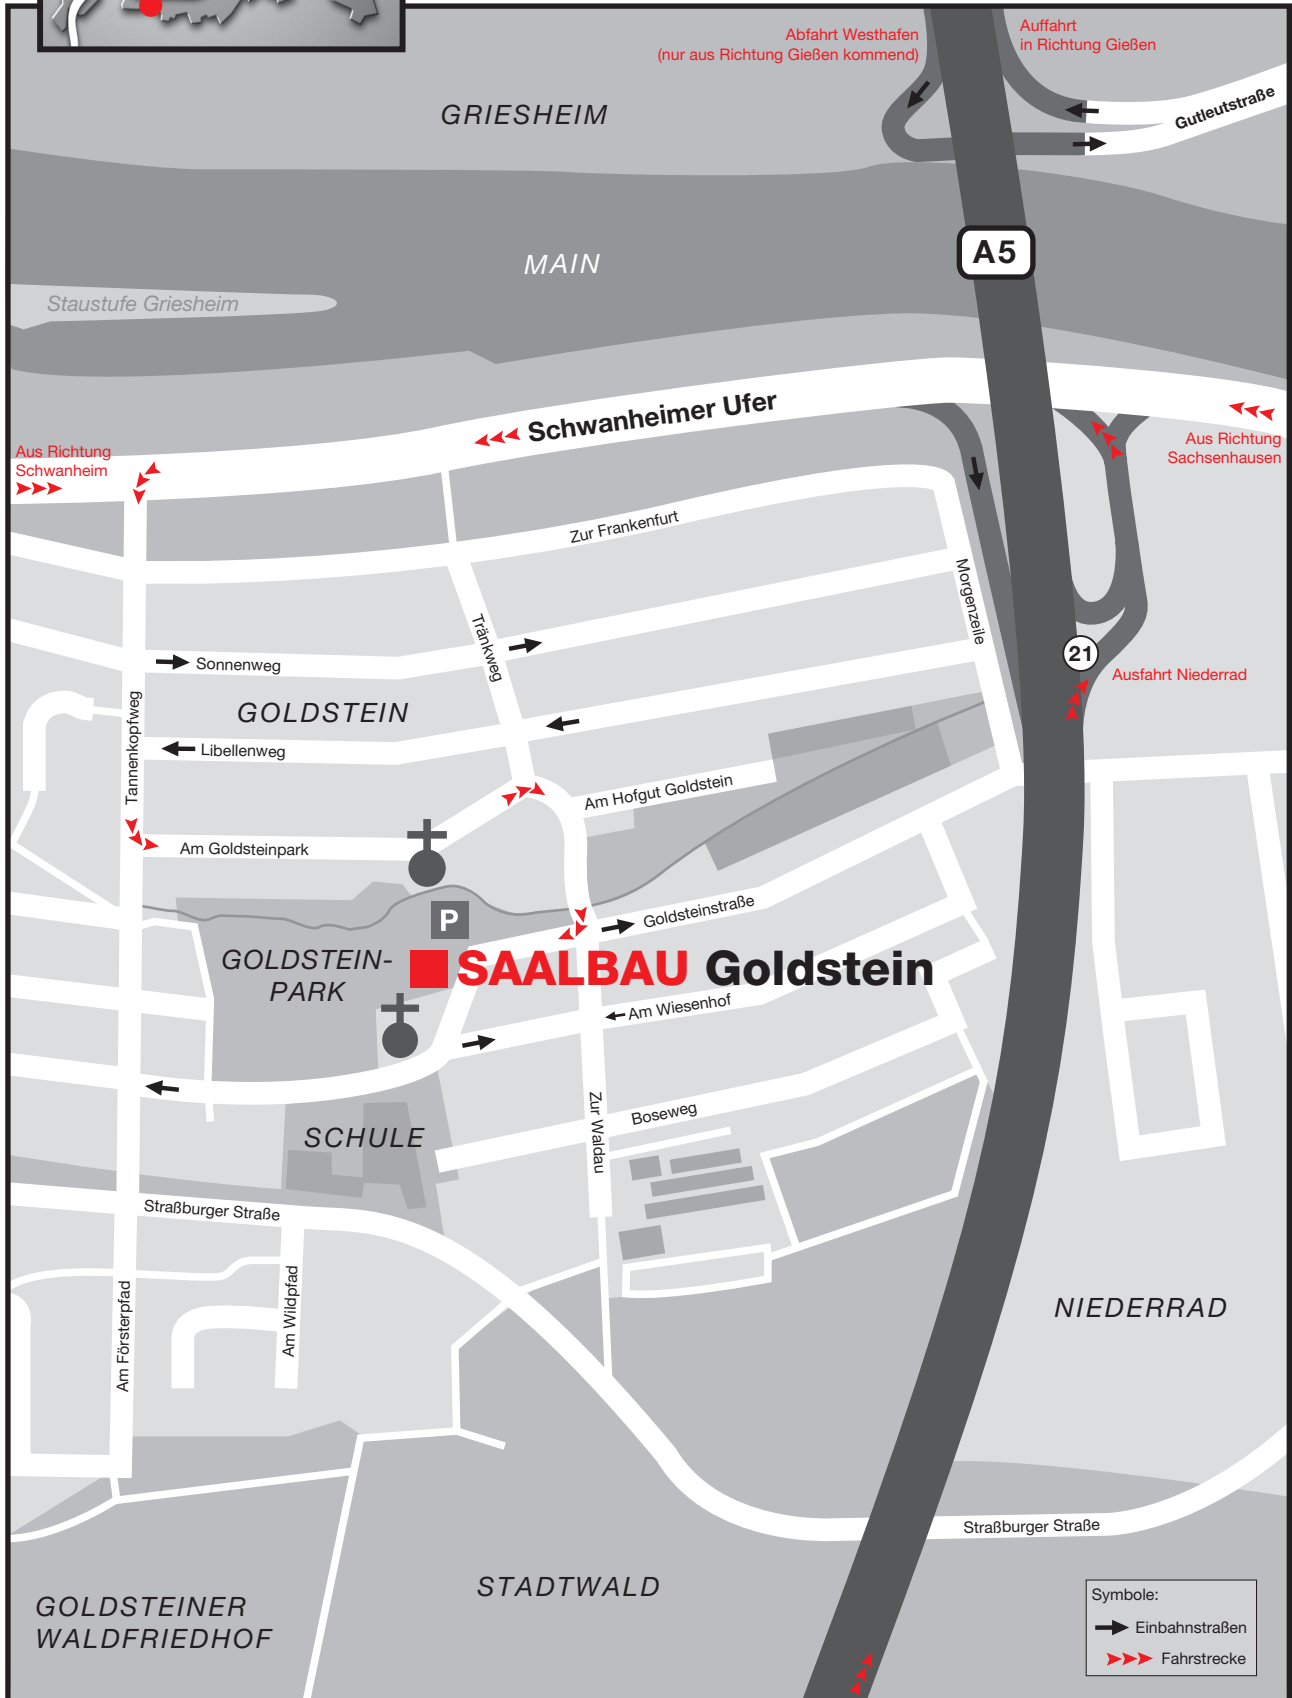 Abfahrt Westhafen
(nur aus Richtung Gießen kommend)
Auffahrt
in Richtung Gießen
Gutleutstraße
GRIESHEIM
MAIN
A5
Staustufe Griesheim
Schwanheimer Ufer
Aus Richtung
Schwanheim
Aus Richtung
Sachsenhausen
Zur Frankenfurt
Morgenzeile
Tränkweg
Sonnenweg
21
Ausfahrt Niederrad
GOLDSTEIN
Tannenkopfweg
Libellenweg
Am Hofgut Goldstein
Am Goldsteinpark
P
Goldsteinstraße
GOLDSTEIN-
PARK
SAALBAU Goldstein
Am Wiesenhof
Zur Waldau
Boseweg
SCHULE
Straßburger Straße
Am Försterpfad
Am Wildpfad
NIEDERRAD
Straßburger Straße
STADTWALD
GOLDSTEINER
WALDFRIEDHOF
Symbole:
Einbahnstraßen
Fahrstrecke